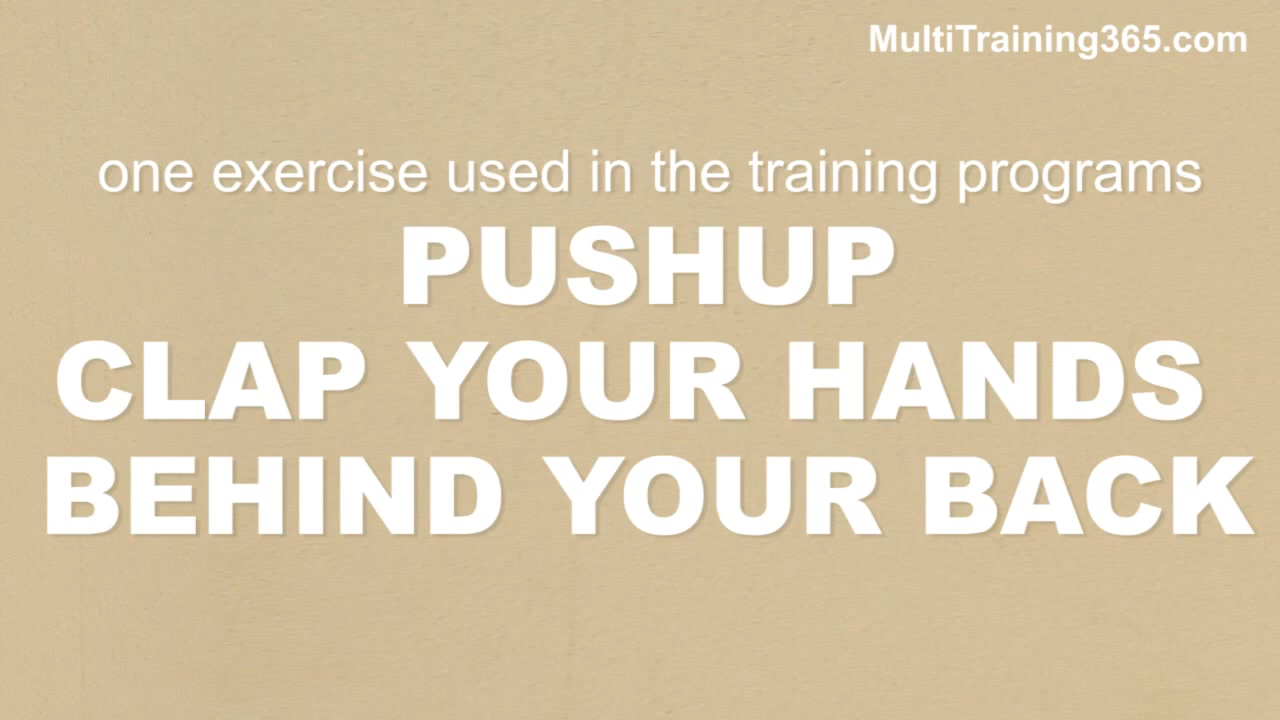 MultiTraining365.com
one exercise used in the training programs
PUSHUP
CLAP YOUR HANDS
BEHIND YOUR BACK